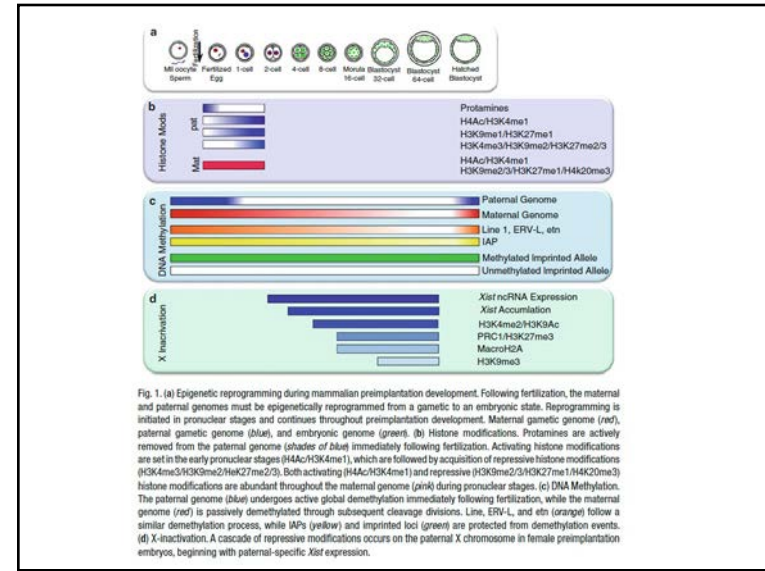 a
Fertilization
MII oocyte Sperm
Fertilized Egg
1-cell
2-cell
4-cell
8-cell
Morula 16-cell
Blastocyst 32-cell
Blastocyst 64-cell
Hatched Blastocyst
b
Histone Mods
pat
Mat
Protamines
H4Ac/H3K4me1
H3K9me1/H3K27me1
H3K4me3/H3K9me2/H3K27me2/3
H4Ac/H3K4me1
H3K9me2/3/H3K27me1/H4k20me3
c
DNA Methylation
Paternal Genome
Maternal Genome
Line 1, ERV-L, etn
IAP
Methylated Imprinted Allele
Unmethylated Imprinted Allele
d
X Inacrivation
Xist ncRNA Expression
Xist Accumlation
H3K4me2/H3K9Ac
PRC1/H3K27me3
MacroH2A
H3K9me3
Fig. 1. (a) Epigenetic reprogramming during mammalian preimplantation development. Following fertilization, the maternal
and paternal genomes must be epigenetically reprogrammed from a gametic to an embryonic state. Reprogramming is
initiated in pronuclear stages and continues throughout preimplantation development. Maternal gametic genome (red),
paternal gametic genome (blue), and embryonic genome (green). (b) Histone modifications. Protamines are actively
removed from the paternal genome (shades of blue) immediately following fertilization. Activating histone modifications
are set in the early pronuclear stages (H4Ac/H3K4me1), which are followed by acquisition of repressive histone modifications
(H3K4me3/H3K9me2/HeK27me2/3). Both activating (H4Ac/H3K4me1) and repressive (H3K9me2/3/H3K27me1/H4K20me3)
histone modifications are abundant throughout the maternal genome (pink) during pronuclear stages. (c) DNA Methylation.
The paternal genome (blue) undergoes active global demethylation immediately following fertilization, while the maternal
genome (red) is passively demethylated through subsequent cleavage divisions. Line, ERV-L, and etn (orange) follow a
similar demethylation process, while IAPs (yellow) and imprinted loci (green) are protected from demethylation events.
(d) X-inactivation. A cascade of repressive modifications occurs on the paternal X chromosome in female preimplantation
embryos, beginning with paternal-specific Xist expression.